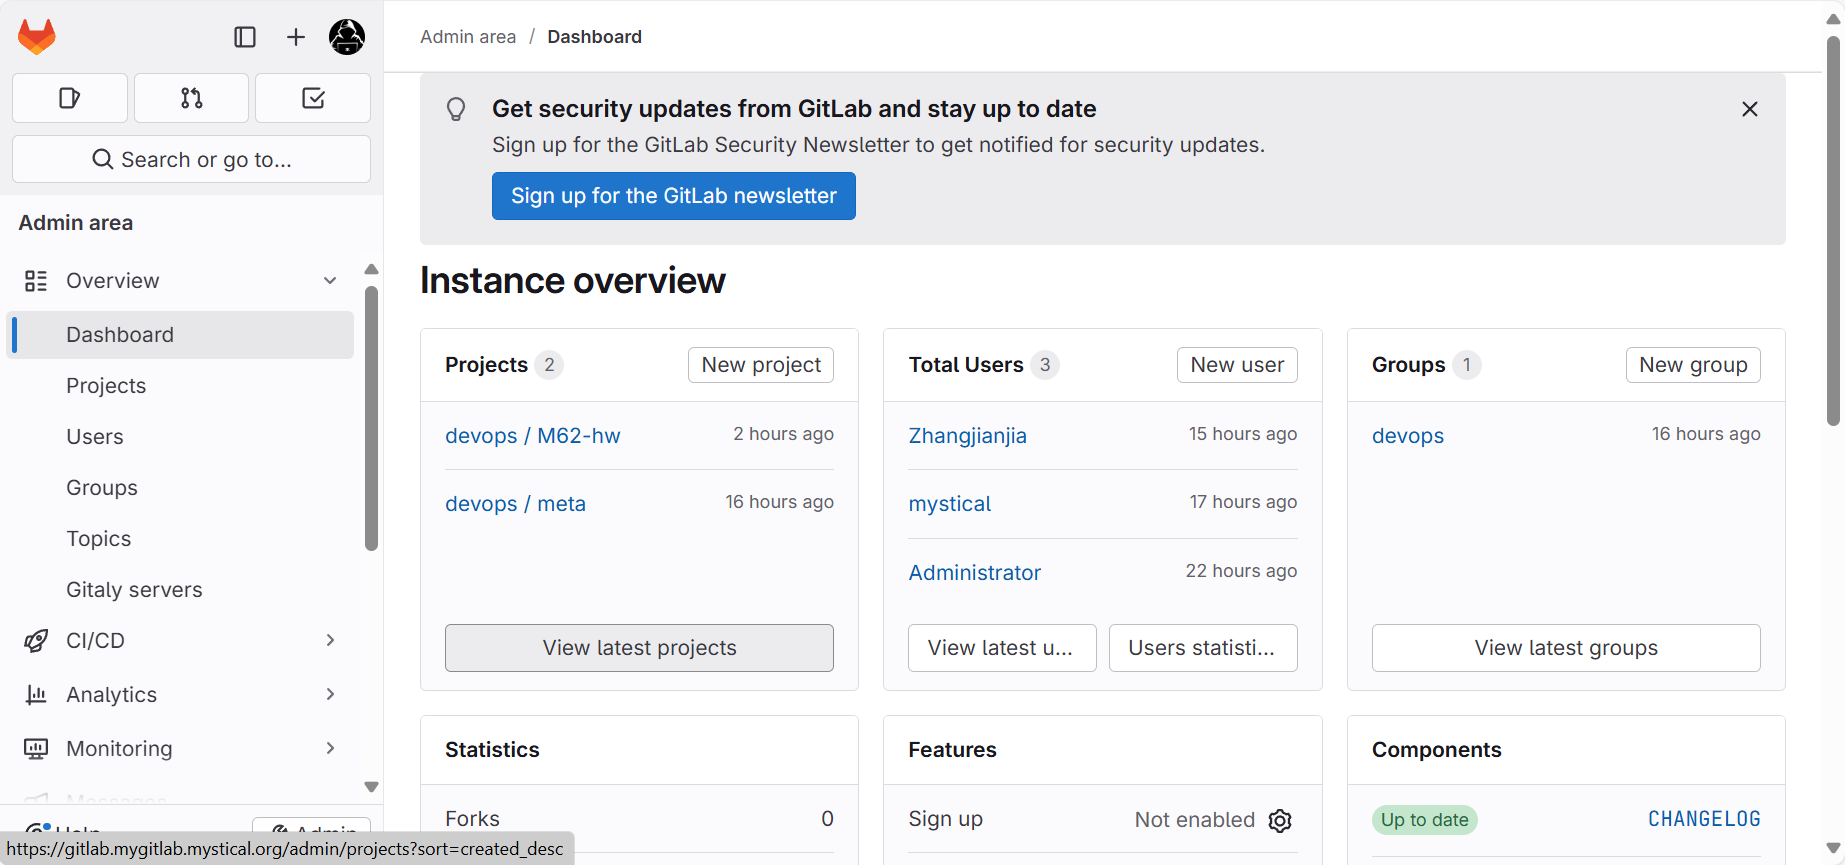 Admin area / Dashboard
Search or go to...
Admin area
Overview
Dashboard
Projects
Users
Groups
Topics
Gitaly servers
CI/CD
Analytics
Monitoring
Messages
Help
Admin
https://gitlab.mygitlab.mystical.org/admin/projects?sort=created_desc
Get security updates from GitLab and stay up to date
Sign up for the GitLab Security Newsletter to get notified for security updates.
Sign up for the GitLab newsletter
Instance overview
Projects 2 New project
devops / M62-hw 2 hours ago
devops / meta 16 hours ago
View latest projects
Total Users 3 New user
Zhangjianjia 15 hours ago
mystical 17 hours ago
Administrator 22 hours ago
View latest u... Users statisti...
Groups 1 New group
devops 16 hours ago
View latest groups
Statistics
Forks 0
Features
Sign up Not enabled
Components
Up to date CHANGELOG